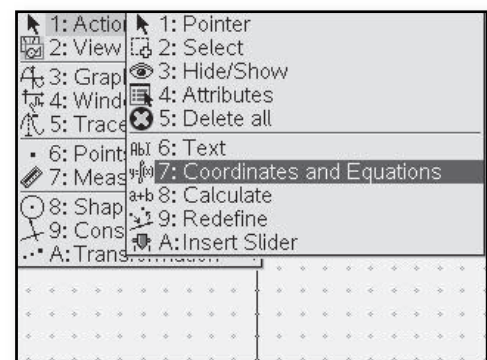 1: Actio
2: View
3: Grap
4: Wind
5: Trace
6: Point
7: Meas
8: Shap
9: Cons
A: Trans
1: Pointer
2: Select
3: Hide/Show
4: Attributes
5: Delete all
AbI 6: Text
7: Coordinates and Equations
a+b 8: Calculate
9: Redefine
A: Insert Slider